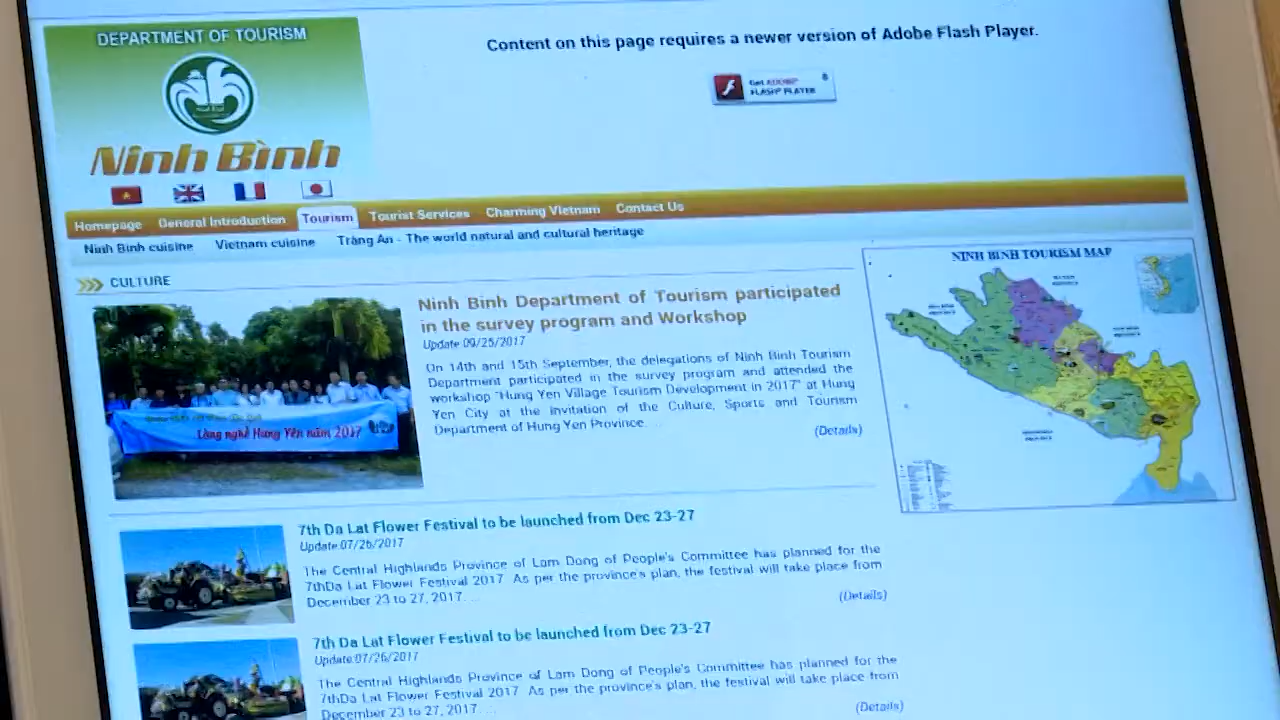 DEPARTMENT OF TOURISM
Ninh Bình
Content on this page requires a newer version of Adobe Flash Player.
Get ADOBE®
FLASH® PLAYER
Homepage General Introduction Tourism Tourist Services Charming Vietnam Contact Us
Ninh Binh cuisine Vietnam cuisine Tràng An - The world natural and cultural heritage
CULTURE
NINH BINH TOURISM MAP
Ninh Binh Department of Tourism participated
in the survey program and Workshop
Update 09/25/2017
On 14th and 15th September, the delegations of Ninh Binh Tourism
Department participated in the survey program and attended the
workshop "Hung Yen Village Tourism Development in 2017" at Hung
Yen City at the invitation of the Culture, Sports and Tourism
Department of Hung Yen Province. ...
(Details)
Làng nghề Hưng Yên năm 2017
7th Da Lat Flower Festival to be launched from Dec 23-27
Update:07/26/2017
The Central Highlands Province of Lam Dong of People's Committee has planned for the
7thDa Lat Flower Festival 2017. As per the province's plan, the festival will take place from
December 23 to 27, 2017. ...
(Details)
7th Da Lat Flower Festival to be launched from Dec 23-27
Update:07/26/2017
The Central Highlands Province of Lam Dong of People's Committee has planned for the
7thDa Lat Flower Festival 2017. As per the province's plan, the festival will take place from
December 23 to 27, 2017. ...
(Details)